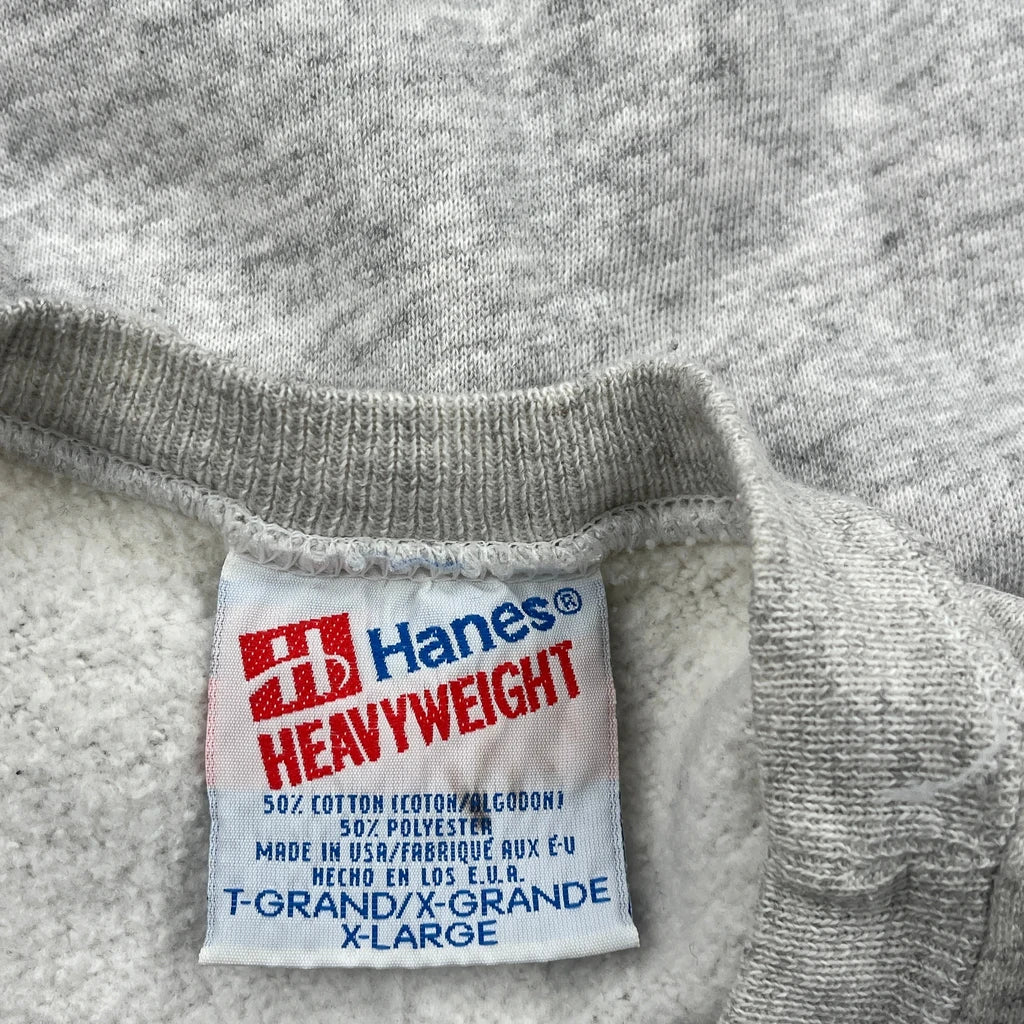 Hanes®
HEAVYWEIGHT
50% COTTON (COTON/ALGODON)
50% POLYESTER
MADE IN USA/FABRIQUÉ AUX É-U
HECHO EN LOS E.U.A.
T-GRAND/X-GRANDE
X-LARGE